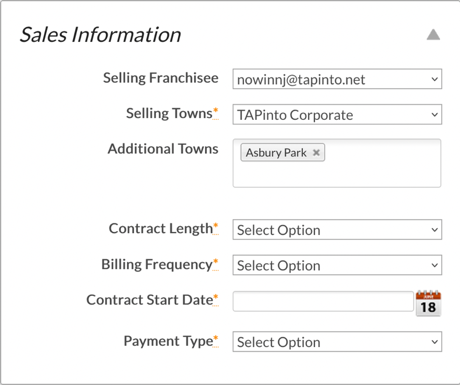 Sales Information
Selling Franchisee nowinnj@tapinto.net
Selling Towns* TAPinto Corporate
Additional Towns Asbury Park ×
Contract Length* Select Option
Billing Frequency* Select Option
Contract Start Date* 18
Payment Type* Select Option